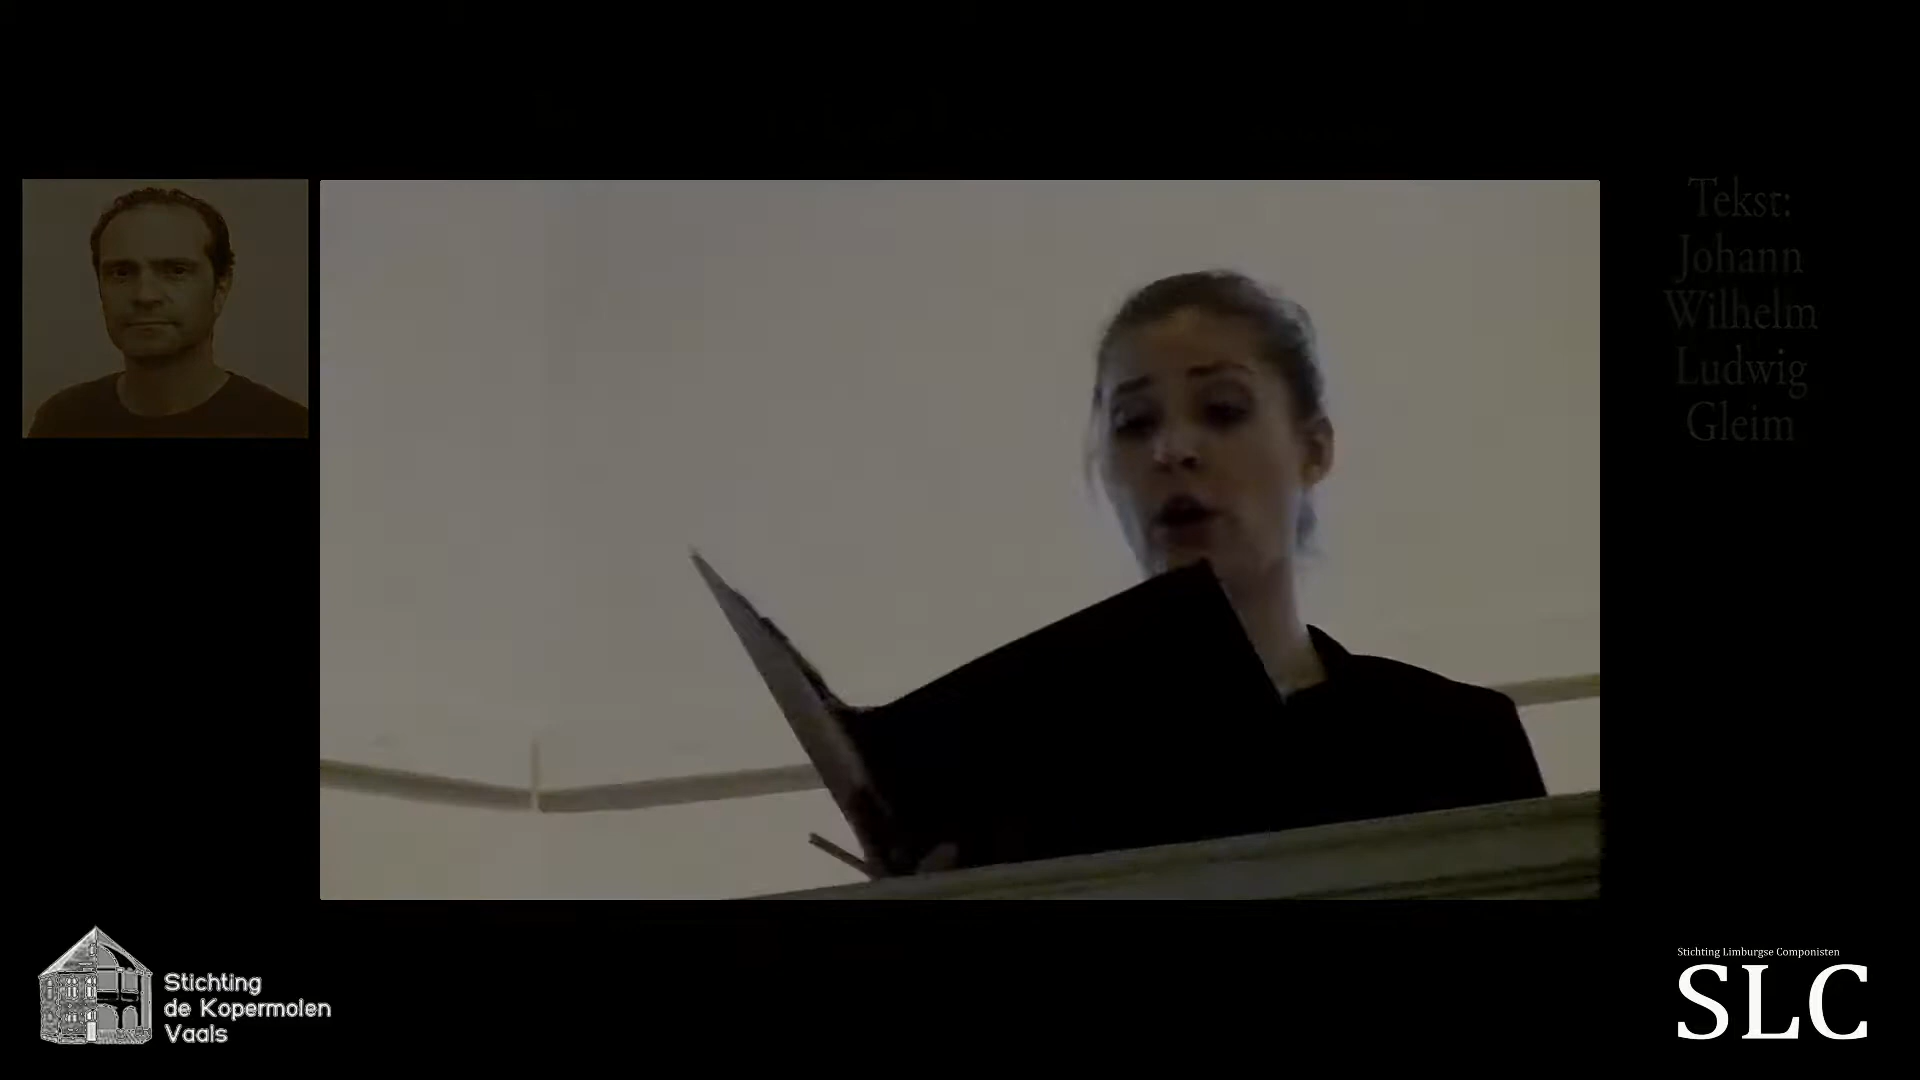 Tekst:
Johann
Wilhelm
Ludwig
Gleim
Stichting
de Kopermolen
Vaals
Stichting Limburgse Componisten
SLC